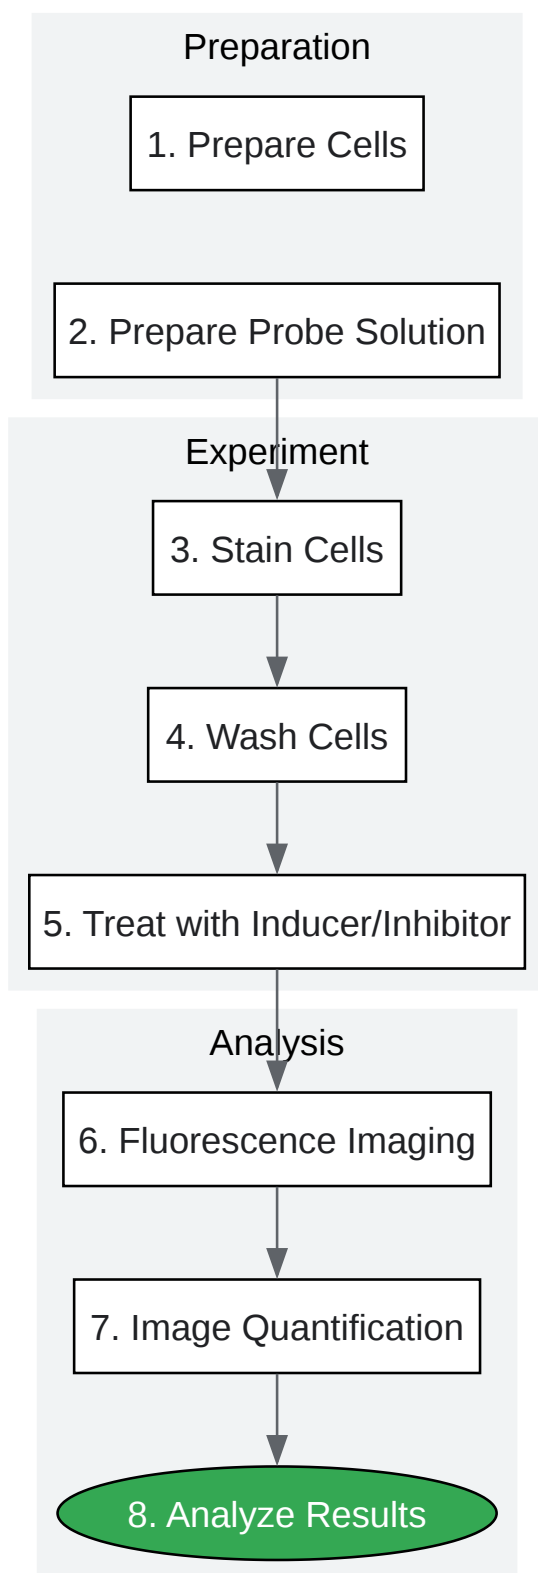 Preparation
1. Prepare Cells
2. Prepare Probe Solution
Experiment
3. Stain Cells
4. Wash Cells
5. Treat with Inducer/Inhibitor
Analysis
6. Fluorescence Imaging
7. Image Quantification
8. Analyze Results